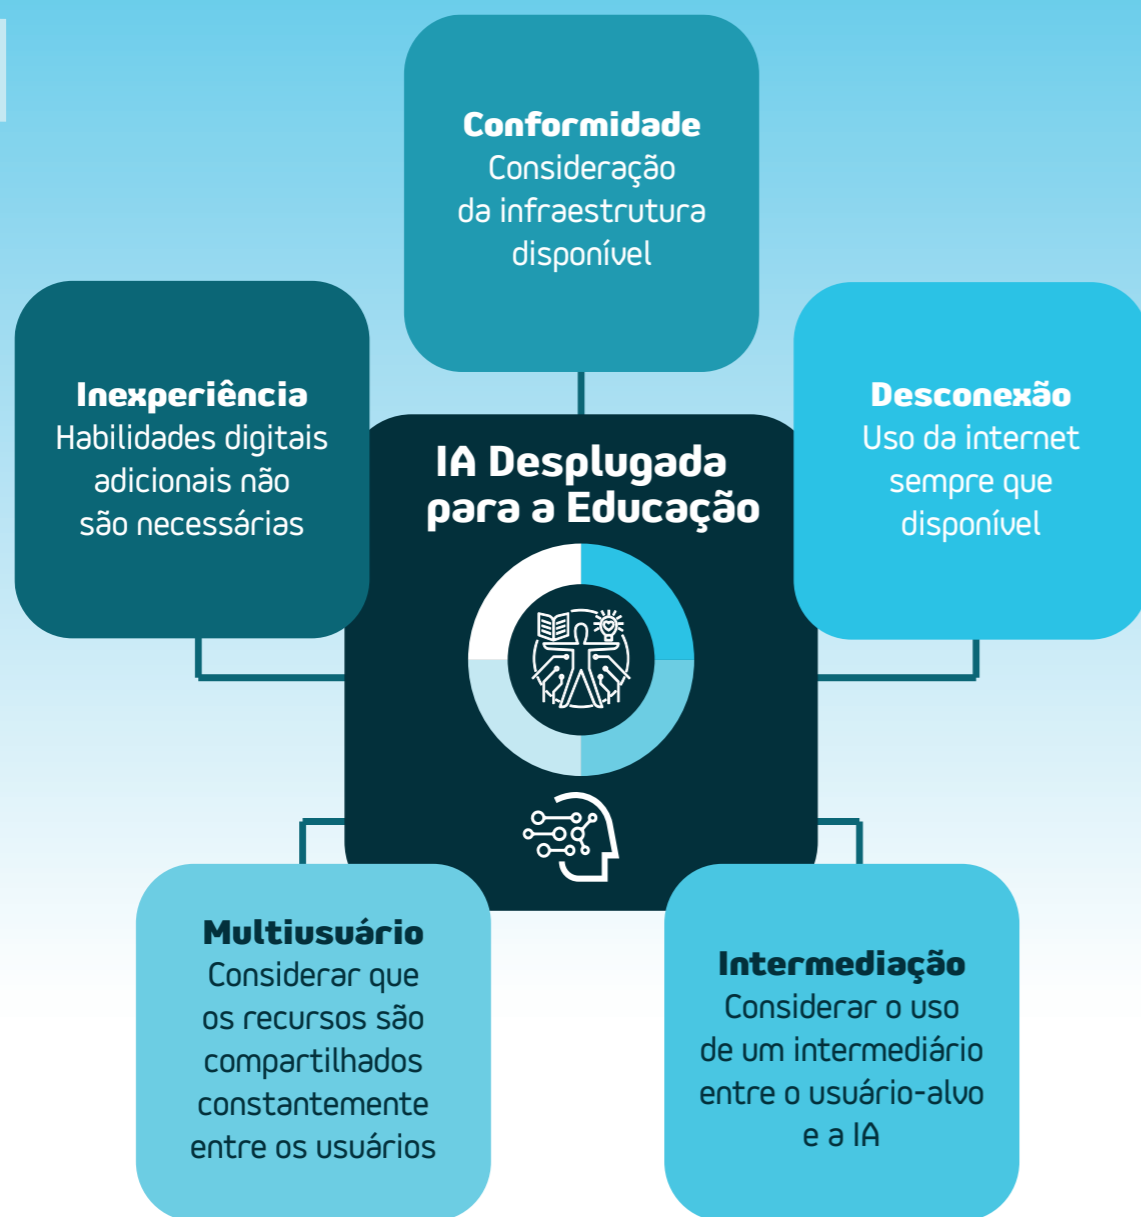 Conformidade
Consideração
da infraestrutura
disponível
Inexperiência
Habilidades digitais
adicionais não
são necessárias
Desconexão
Uso da internet
sempre que
disponível
IA Desplugada
para a Educação
Multiusuário
Considerar que
os recursos são
compartilhados
constantemente
entre os usuários
Intermediação
Considerar o uso
de um intermediário
entre o usuário-alvo
e a IA